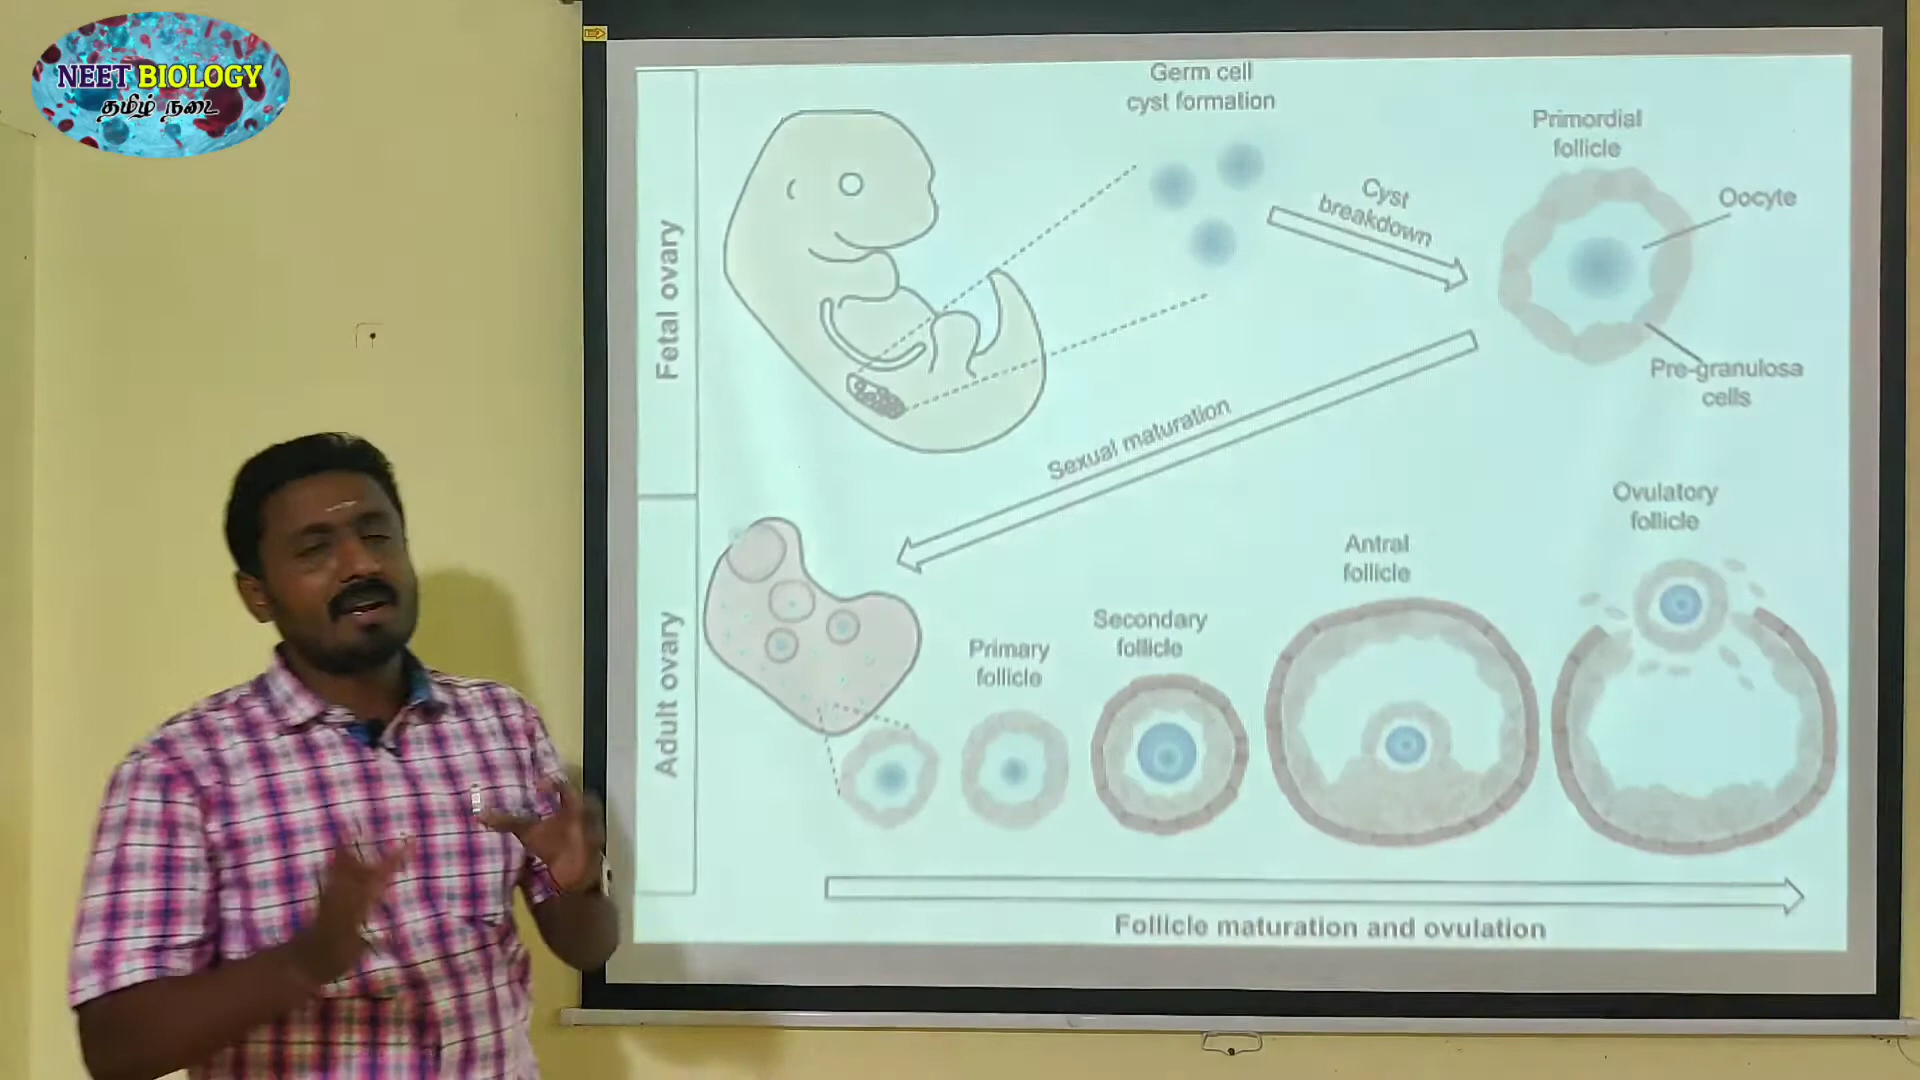 NEET BIOLOGY
தமிழ் நடை
Germ cell
cyst formation
Primordial
follicle
Oocyte
Cyst
breakdown
Pre-granulosa
cells
Fetal ovary
Sexual maturation
Ovulatory
follicle
Antral
follicle
Secondary
follicle
Primary
follicle
Adult ovary
Follicle maturation and ovulation